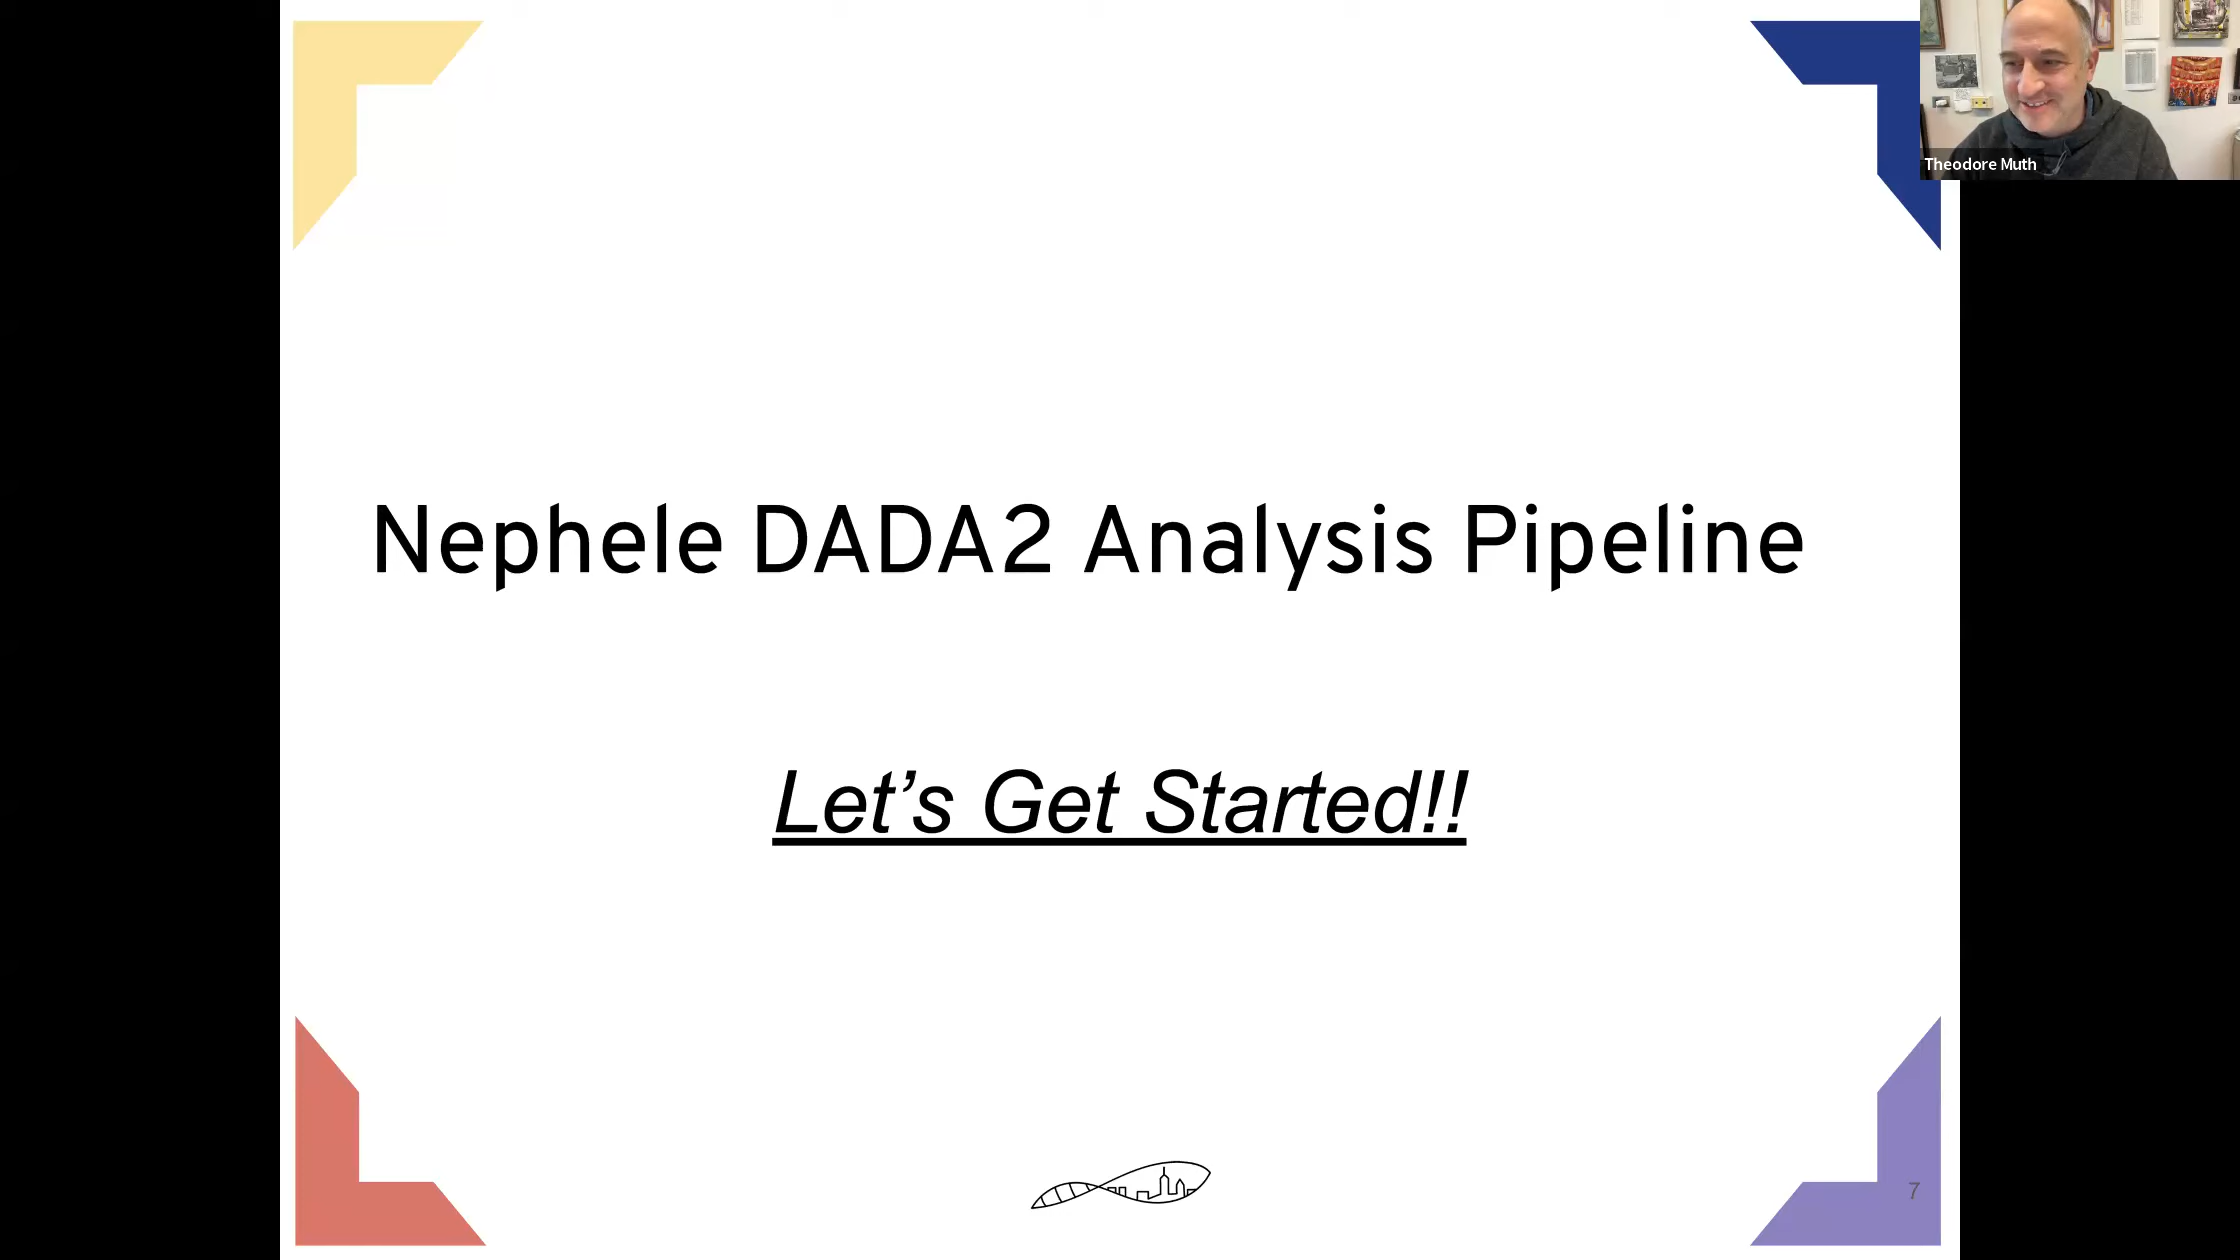 Theodore Muth
Nephele DADA2 Analysis Pipeline
Let’s Get Started!!
7